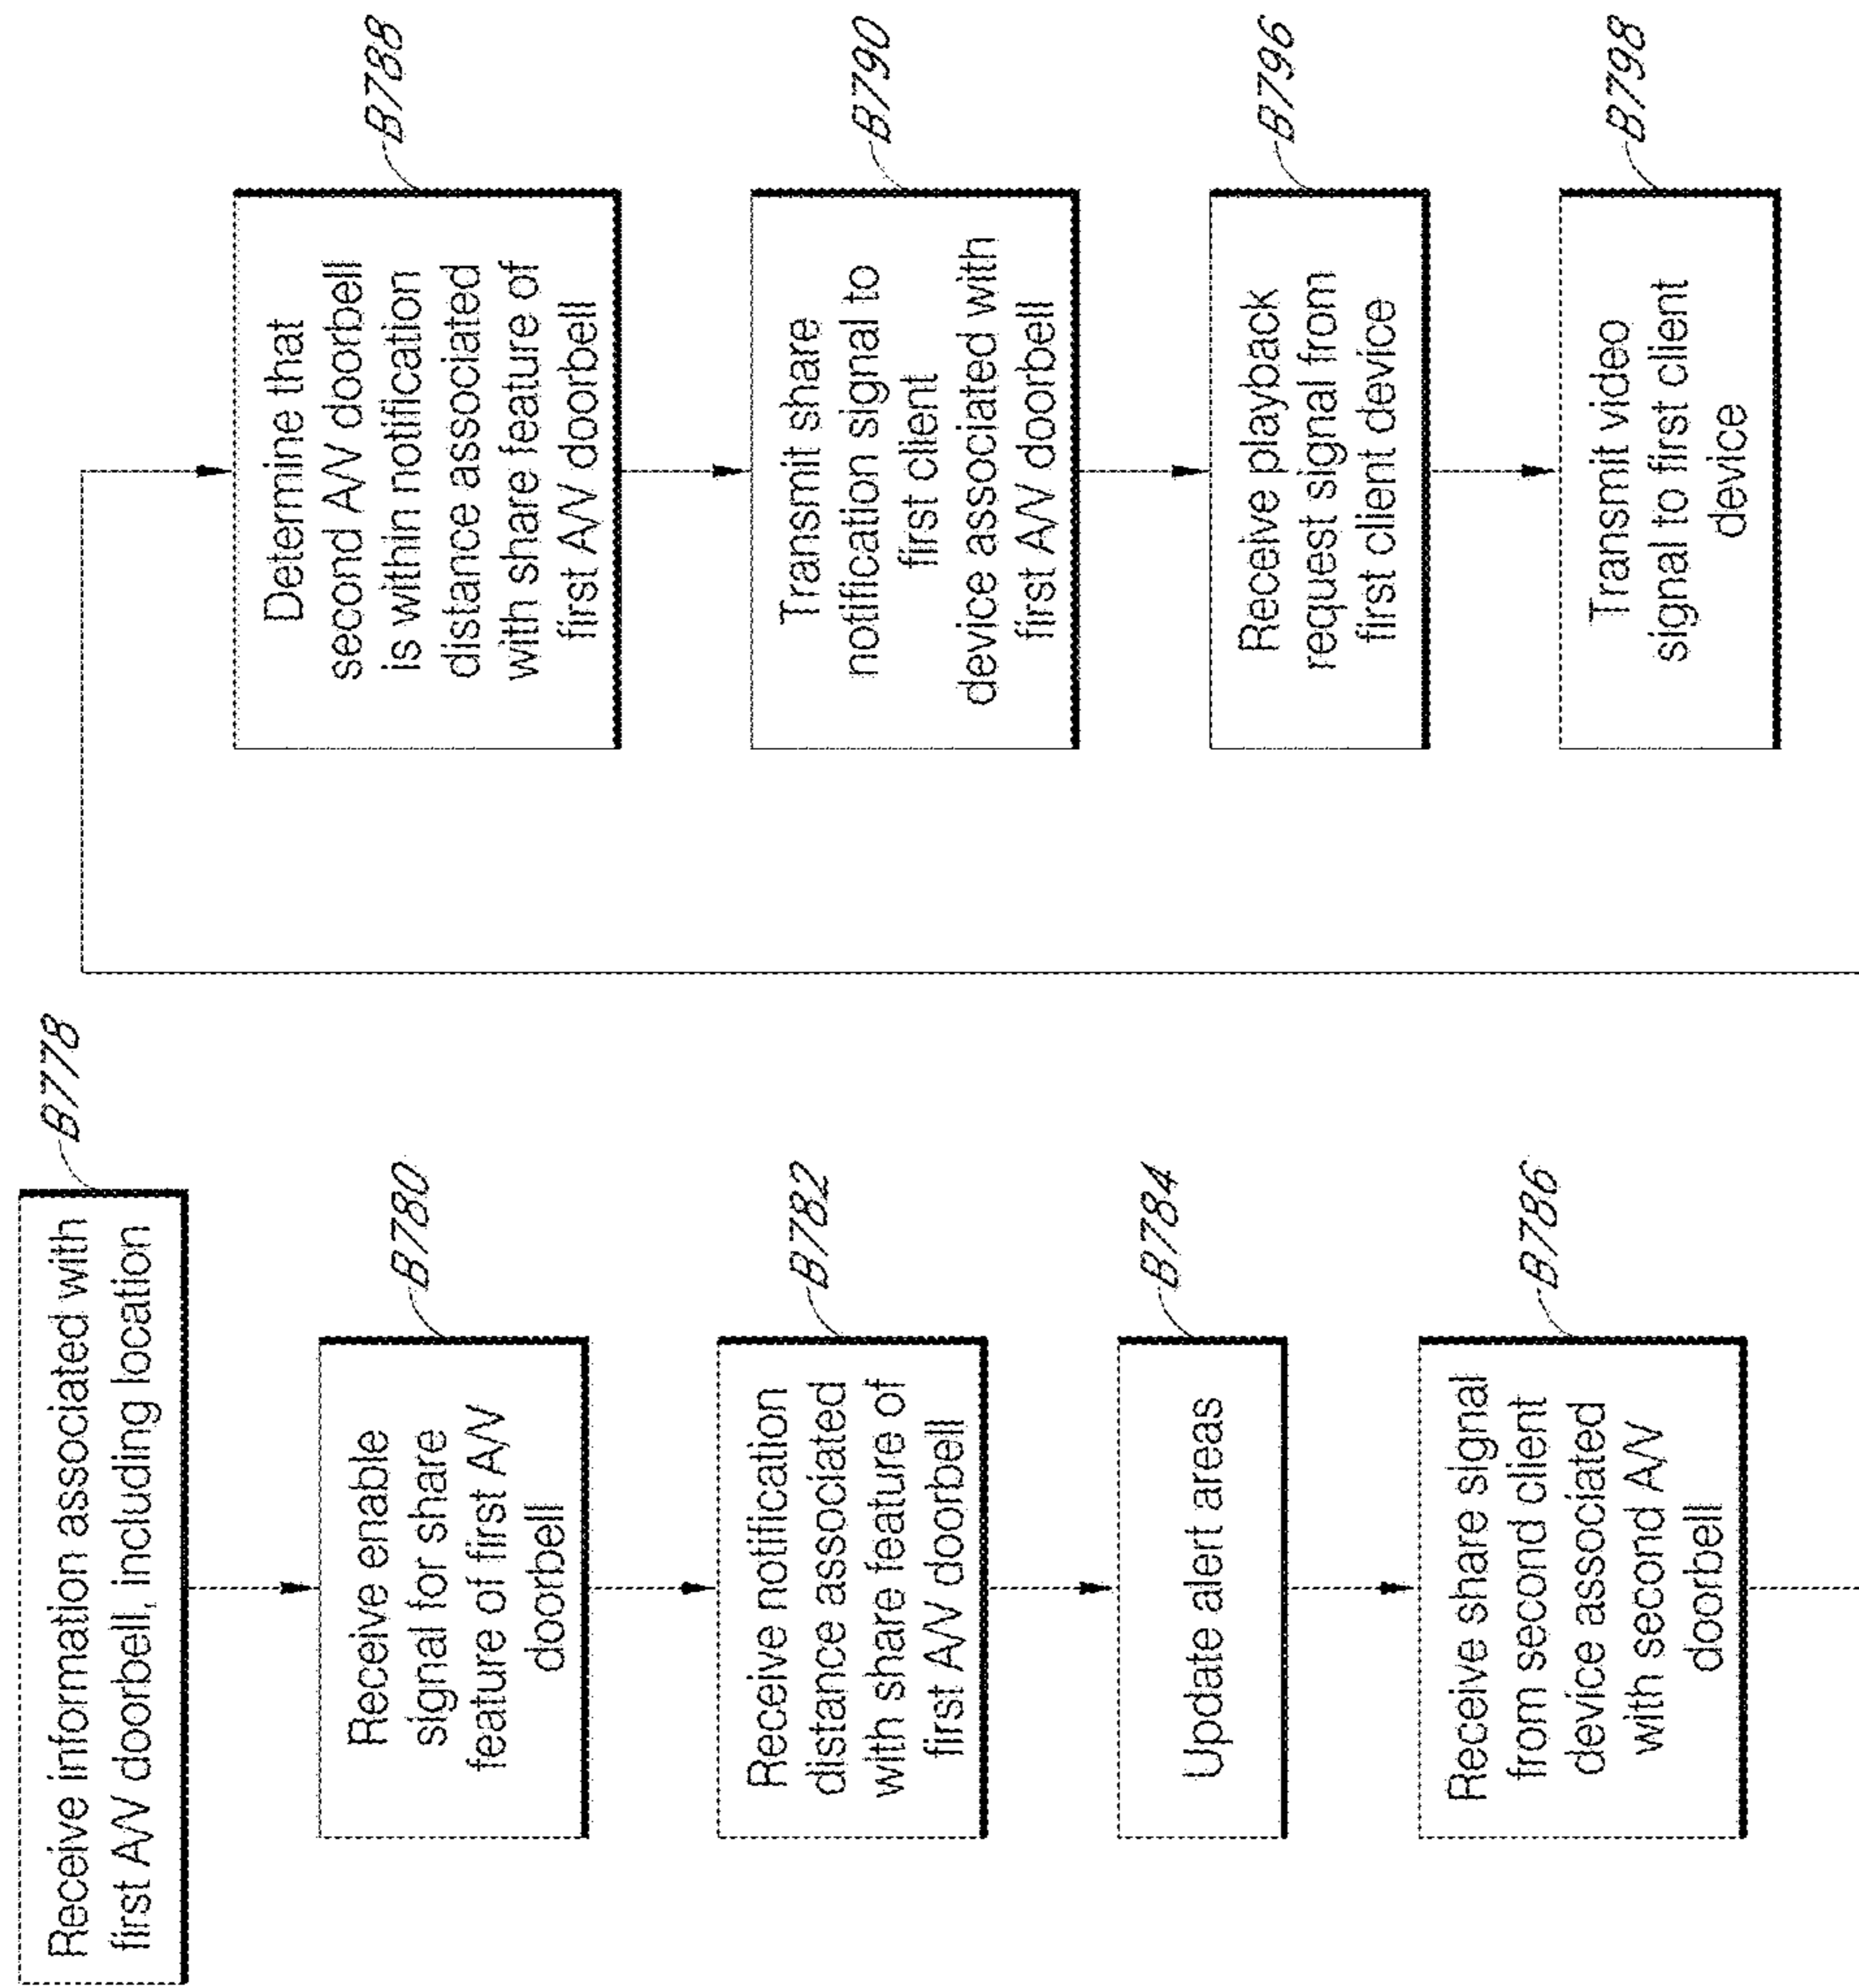 B778
Receive information associated with
first A/V doorbell, including location
B780
Receive enable
signal for share
feature of first A/V
doorbell
B782
Receive notification
distance associated
with share feature of
first A/V doorbell
B784
Update alert areas
B786
Receive share signal
from second client
device associated
with second A/V
doorbell
B788
Determine that
second A/V doorbell
is within notification
distance associated
with share feature of
first A/V doorbell
B790
Transmit share
notification signal to
first client
device associated with
first A/V doorbell
B796
Receive playback
request signal from
first client device
B798
Transmit video
signal to first client
device